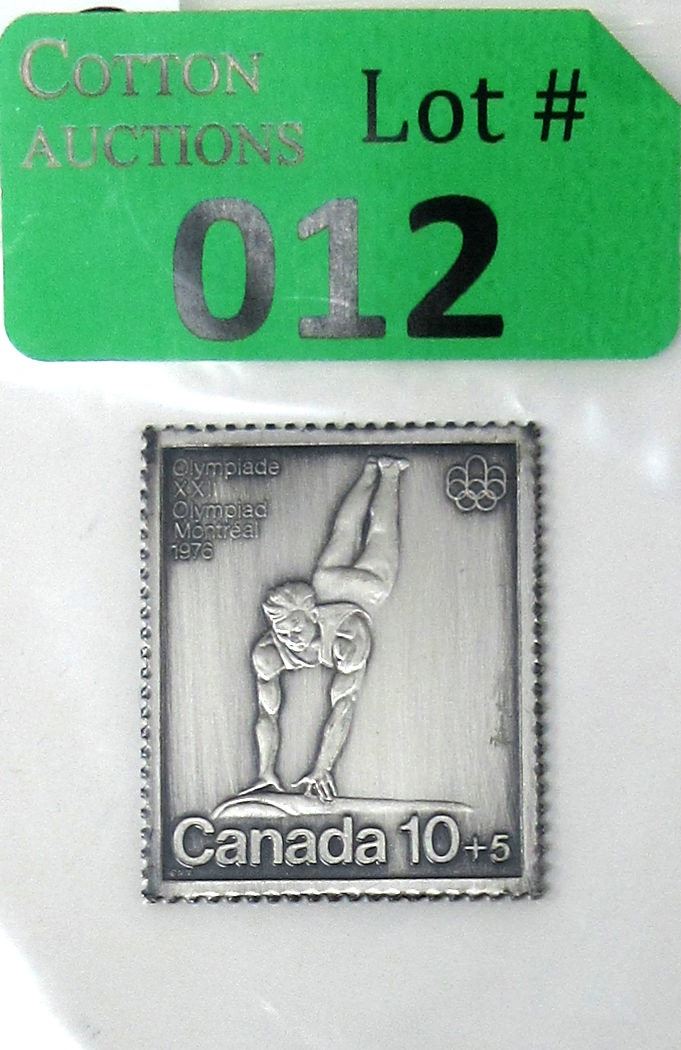 COTTON
AUCTIONS
Lot #
012
Olympiade
XXI
Olympiad
Montréal
1976
Canada 10+5